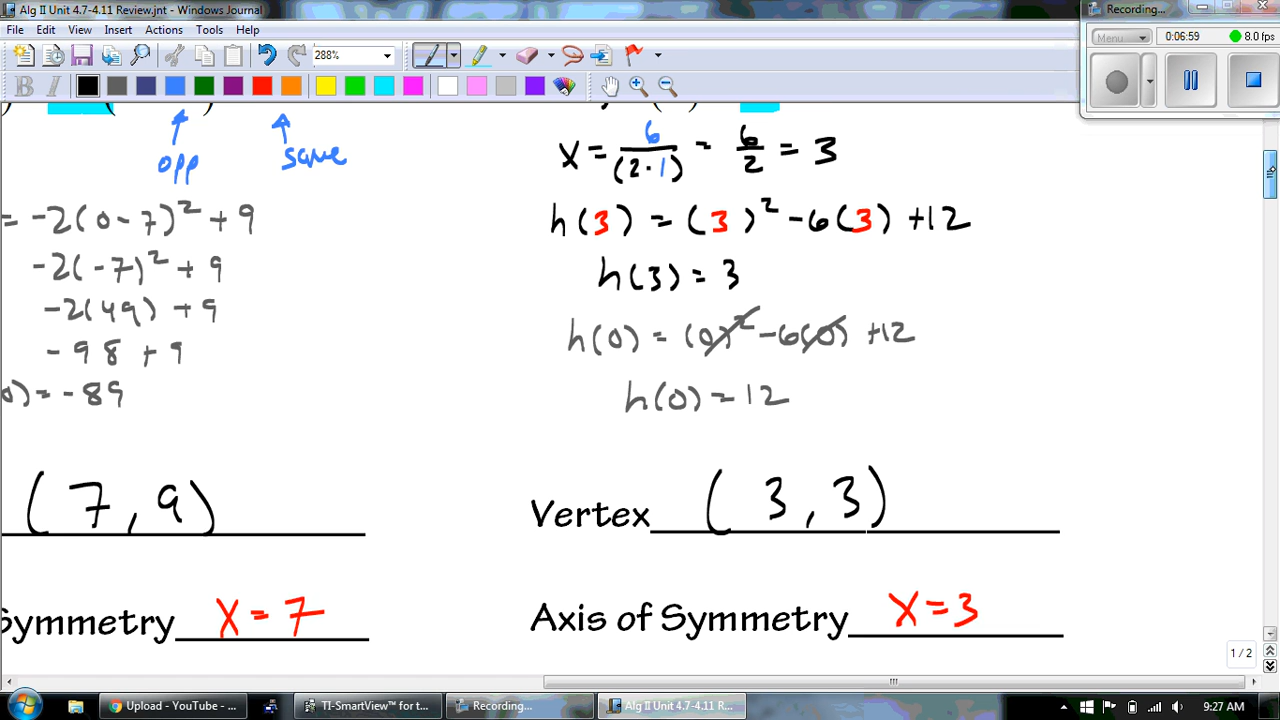 Alg II Unit 4.7-4.11 Review.jnt - Windows Journal
File Edit View Insert Actions Tools Help
288%
Recording...
Menu
0:06:59
8.0 fps
opp
same
= -2(0-7)² + 9
-2(-7)² + 9
-2(49) + 9
-98 + 9
0) = -89
(7, 9)
Symmetry X = 7
x = 6/(2·1) = 6/2 = 3
h(3) = (3)² - 6(3) + 12
h(3) = 3
h(0) = (0)² - 6(0) + 12
h(0) = 12
Vertex (3, 3)
Axis of Symmetry X = 3
1 / 2
Upload - YouTube - ...
TI-SmartView™ for t...
Recording...
Alg II Unit 4.7-4.11 R...
9:27 AM